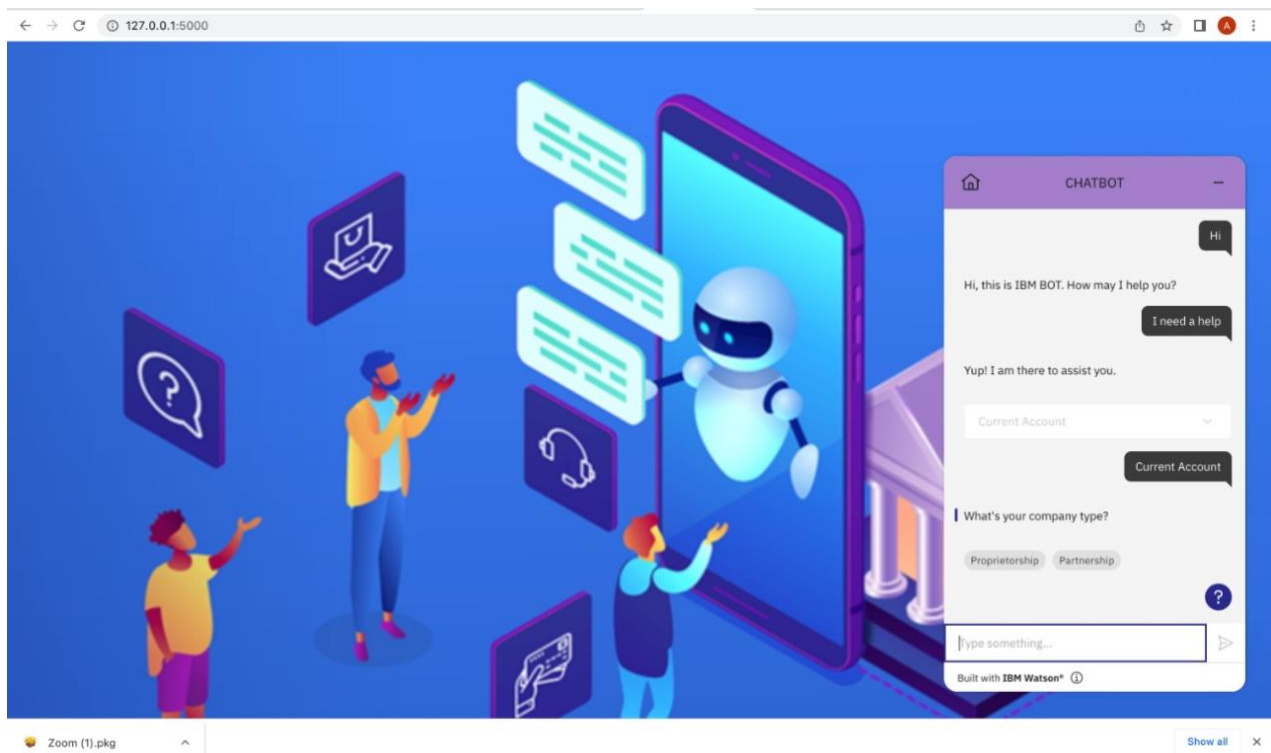 127.0.0.1:5000
A
CHATBOT
Hi
Hi, this is IBM BOT. How may I help you?
I need a help
Yup! I am there to assist you.
Current Account
Current Account
What's your company type?
Proprietorship Partnership
?
?
Type something...
Built with IBM Watson®
Zoom (1).pkg
Show all